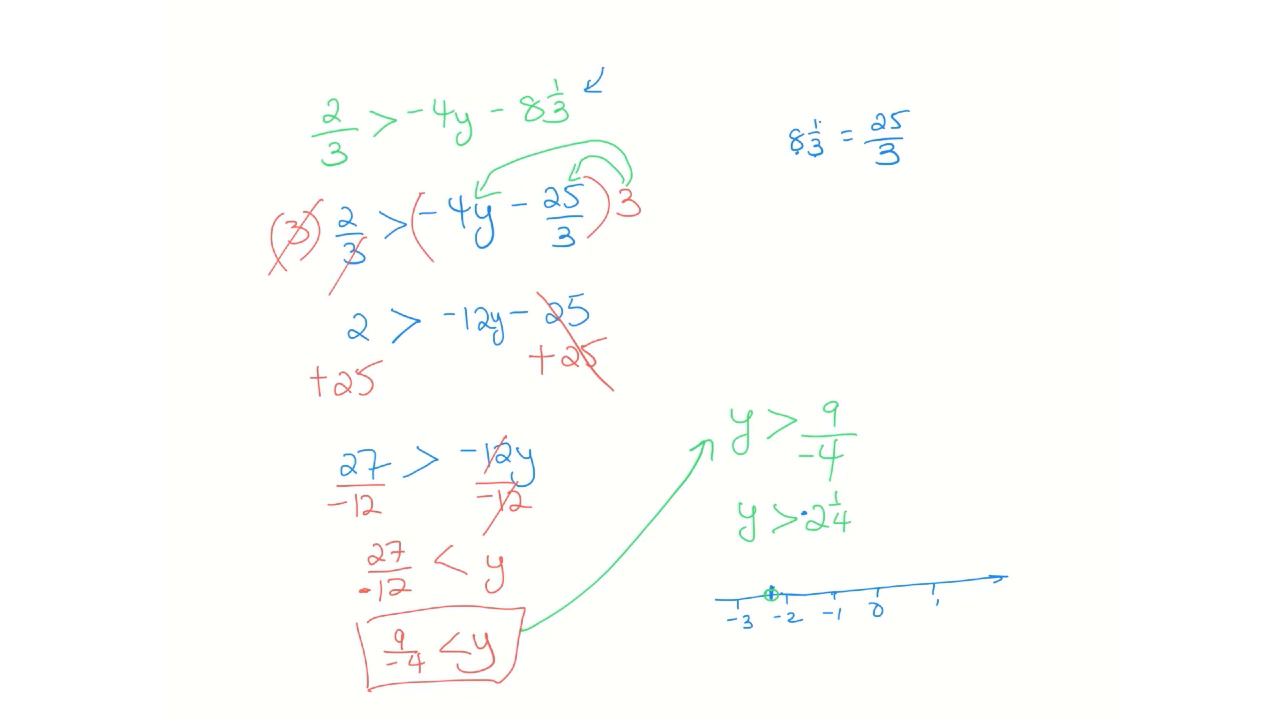 2/3 > -4y - 8 1/3
8 1/3 = 25/3
(3) 2/3 > (-4y - 25/3) 3
2 > -12y - 25
+25 +25
27/-12 > -12y/-12
27/-12 < y
9/-4 < y
y > 9/-4
y > -2 1/4
-3 -2 -1 0 1